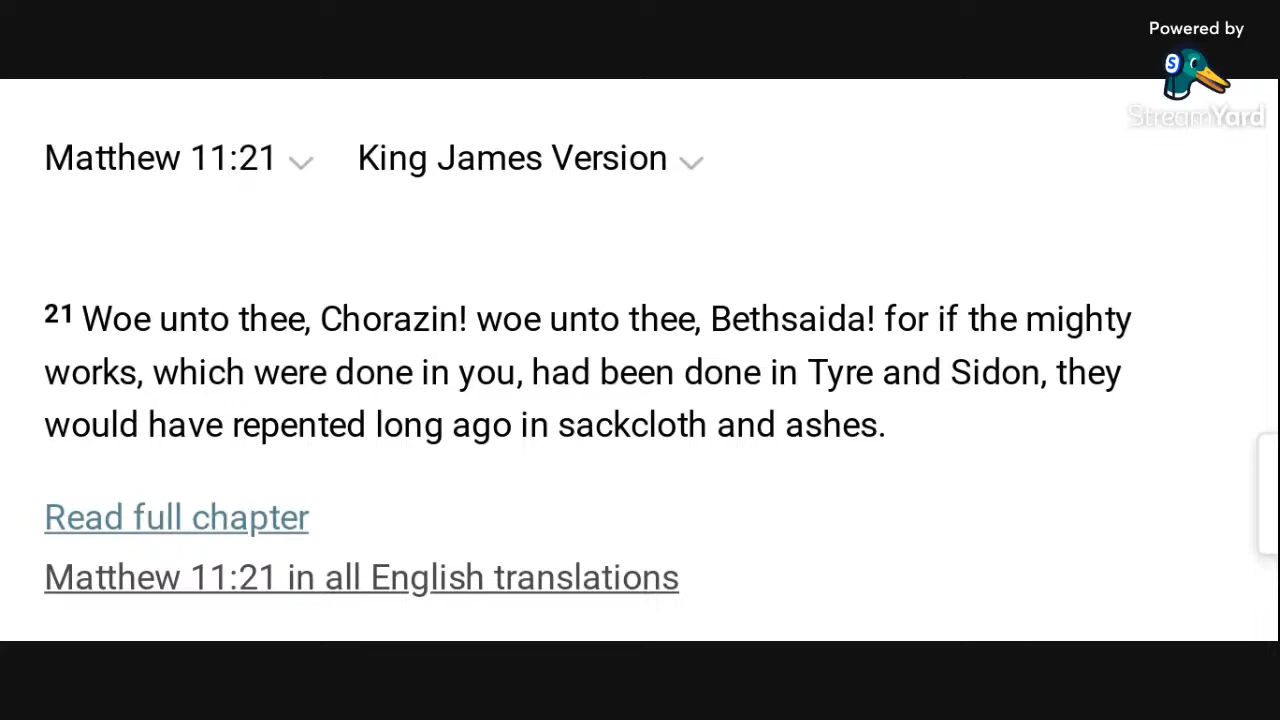 Powered by
S
StreamYard
Matthew 11:21 King James Version
21 Woe unto thee, Chorazin! woe unto thee, Bethsaida! for if the mighty
works, which were done in you, had been done in Tyre and Sidon, they
would have repented long ago in sackcloth and ashes.
Read full chapter
Matthew 11:21 in all English translations